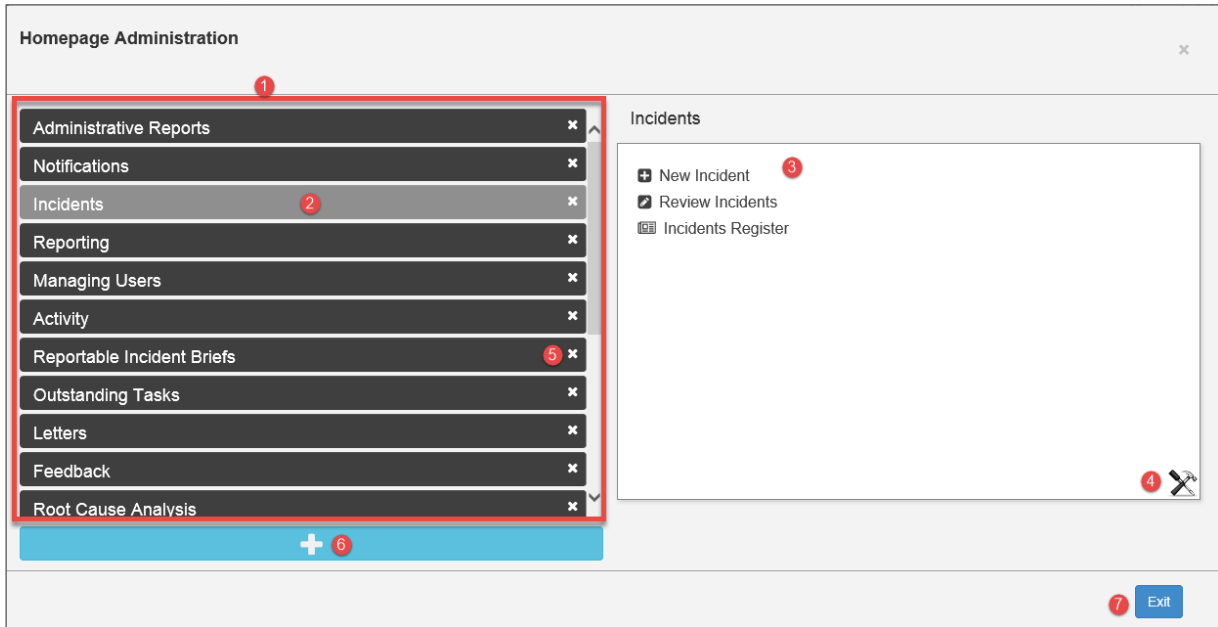 Homepage Administration
1
Administrative Reports
Notifications
Incidents 2
Reporting
Managing Users
Activity
Reportable Incident Briefs 5
Outstanding Tasks
Letters
Feedback
Root Cause Analysis
6
Incidents
New Incident 3
Review Incidents
Incidents Register
4
7 Exit